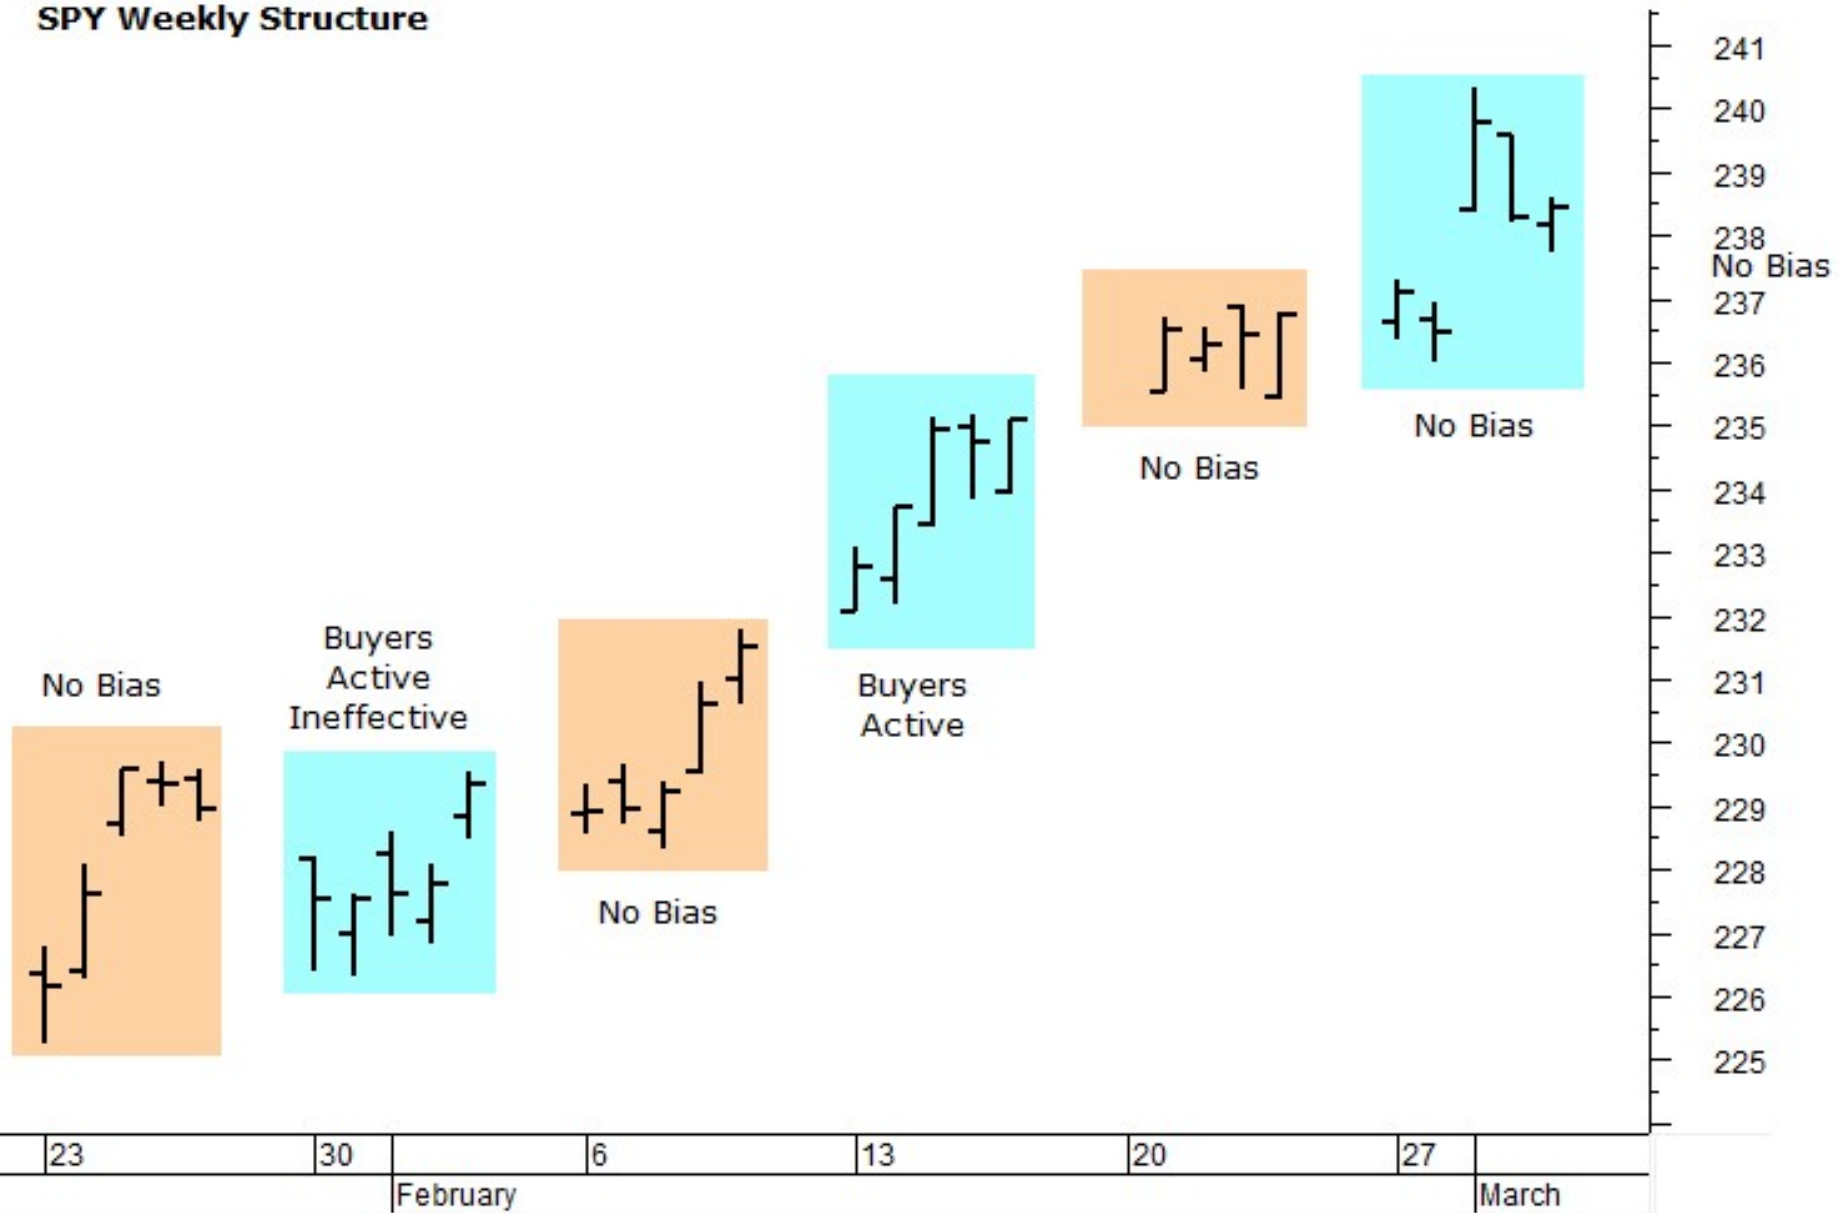 SPY Weekly Structure
241
240
239
238
No Bias
237
236
235
234
233
232
231
230
229
228
227
226
225
No Bias
Buyers
Active
Ineffective
No Bias
Buyers
Active
No Bias
No Bias
23 30 6 13 20 27
February March